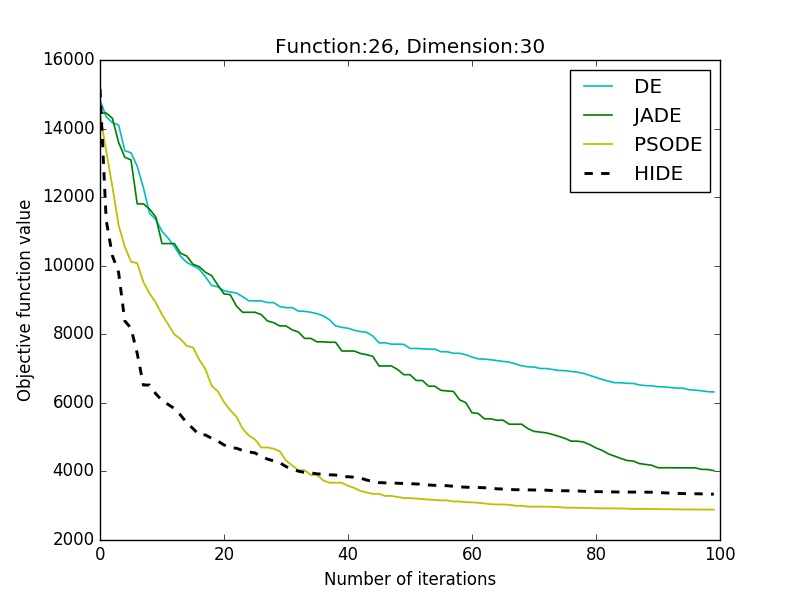 Function:26, Dimension:30
16000
14000
12000
10000
8000
6000
4000
2000
Objective function value
DE
JADE
PSODE
HIDE
0
20
40
60
80
100
Number of iterations